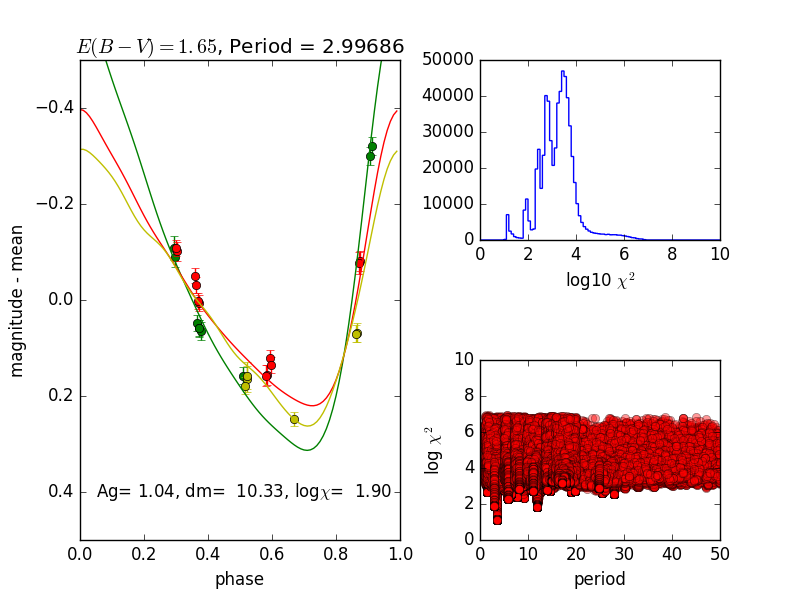 E(B−V)=1.65, Period = 2.99686
−0.4
−0.2
0.0
0.2
0.4
magnitude - mean
Ag= 1.04, dm= 10.33, logχ= 1.90
0.0 0.2 0.4 0.6 0.8 1.0
phase
50000
40000
30000
20000
10000
0
0 2 4 6 8 10
log10 χ²
10
8
6
4
2
0
log χ²
0 10 20 30 40 50
period